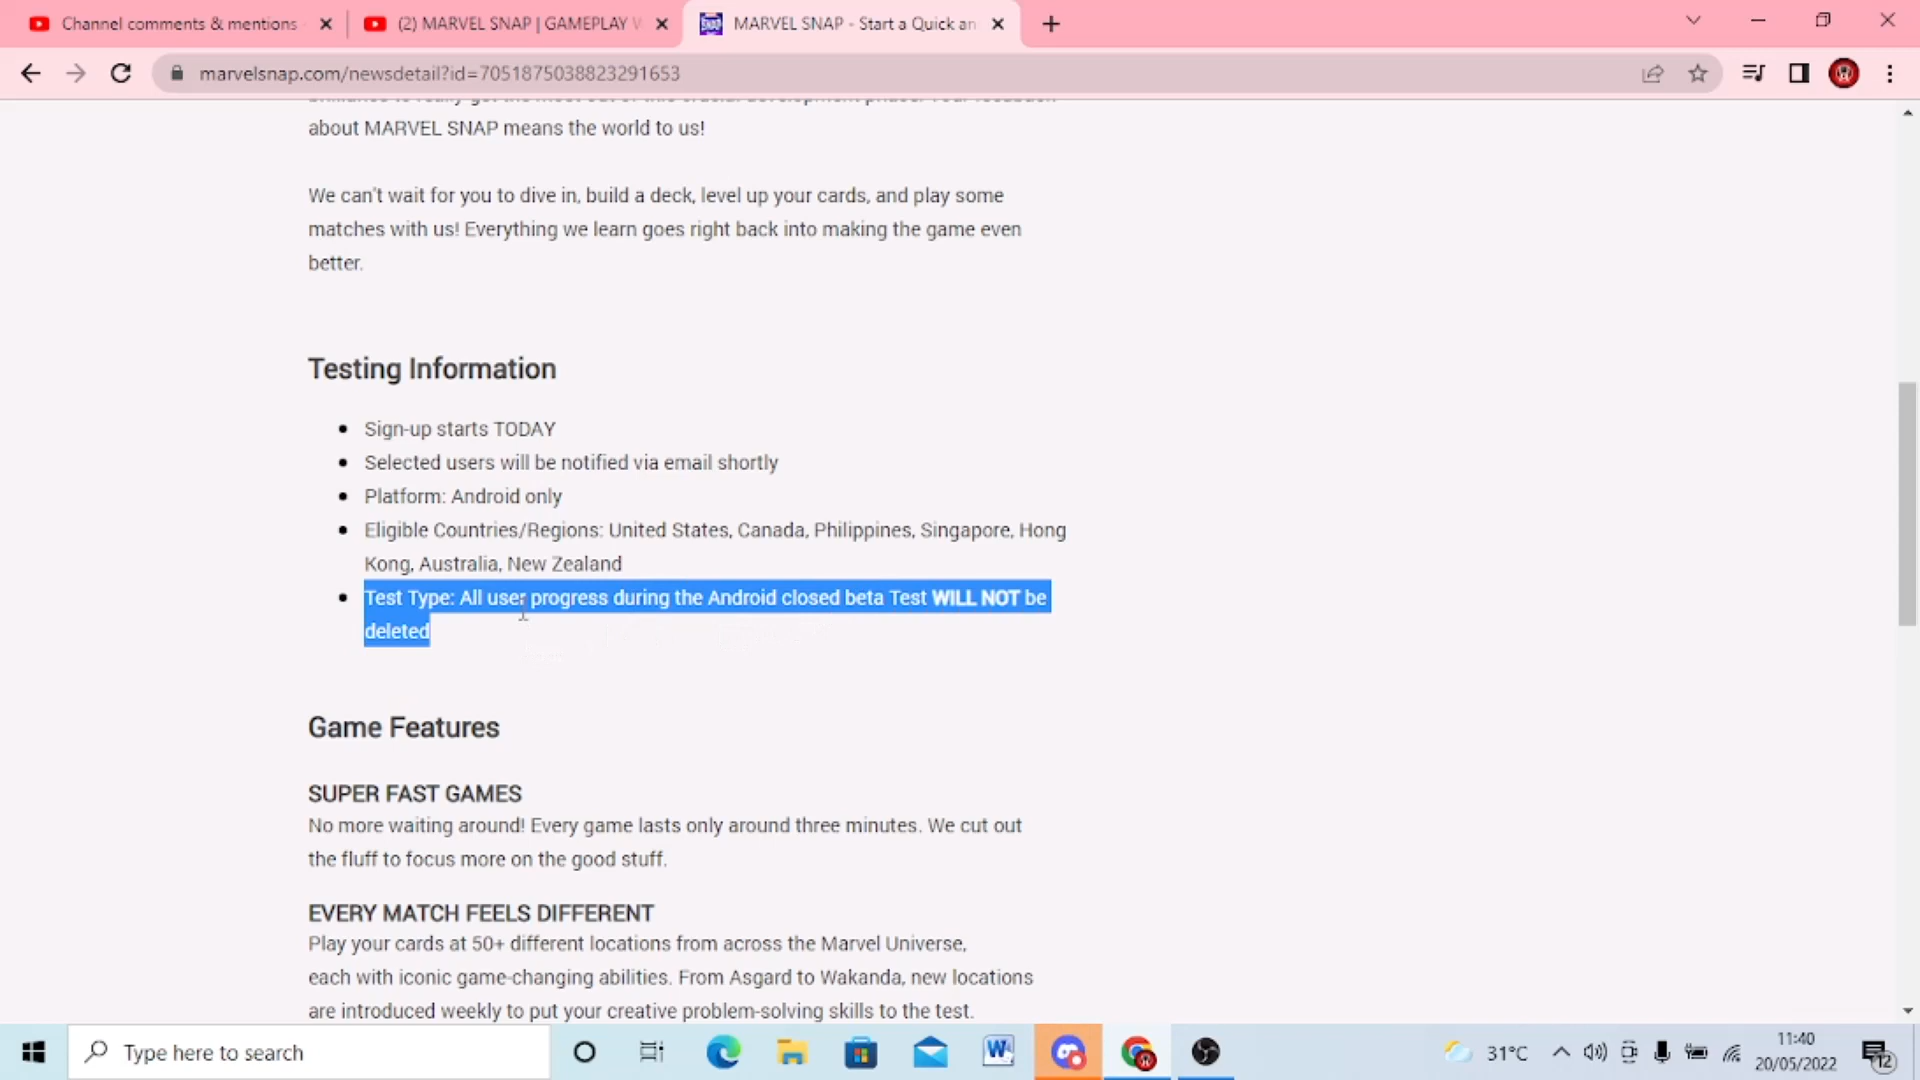 Channel comments & mentions
(2) MARVEL SNAP | GAMEPLAY
MARVEL SNAP - Start a Quick an
marvelsnap.com/newsdetail?id=7051875038823291653
about MARVEL SNAP means the world to us!
We can't wait for you to dive in, build a deck, level up your cards, and play some
matches with us! Everything we learn goes right back into making the game even
better.
Testing Information
Sign-up starts TODAY
Selected users will be notified via email shortly
Platform: Android only
Eligible Countries/Regions: United States, Canada, Philippines, Singapore, Hong
Kong, Australia, New Zealand
Test Type: All user progress during the Android closed beta Test WILL NOT be
deleted
Game Features
SUPER FAST GAMES
No more waiting around! Every game lasts only around three minutes. We cut out
the fluff to focus more on the good stuff.
EVERY MATCH FEELS DIFFERENT
Play your cards at 50+ different locations from across the Marvel Universe,
each with iconic game-changing abilities. From Asgard to Wakanda, new locations
are introduced weekly to put your creative problem-solving skills to the test.
Type here to search
31°C
11:40
20/05/2022
12